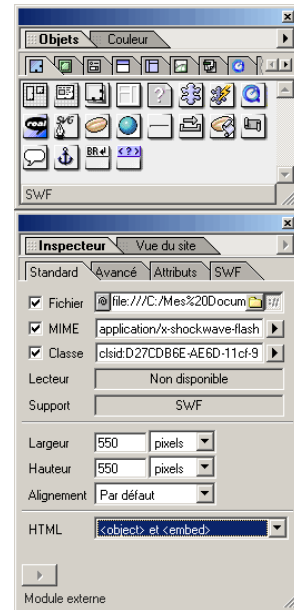 Objets Couleur
?
real SVG
BR <?>
SWF
Inspecteur Vue du site
Standard Avancé Attributs SWF
Fichier file:///C:/Mes%20Docum
MIME application/x-shockwave-flash
Classe clsid:D27CDB6E-AE6D-11cf-9
Lecteur Non disponible
Support SWF
Largeur 550 pixels
Hauteur 550 pixels
Alignement Par défaut
HTML <object> et <embed>
Module externe